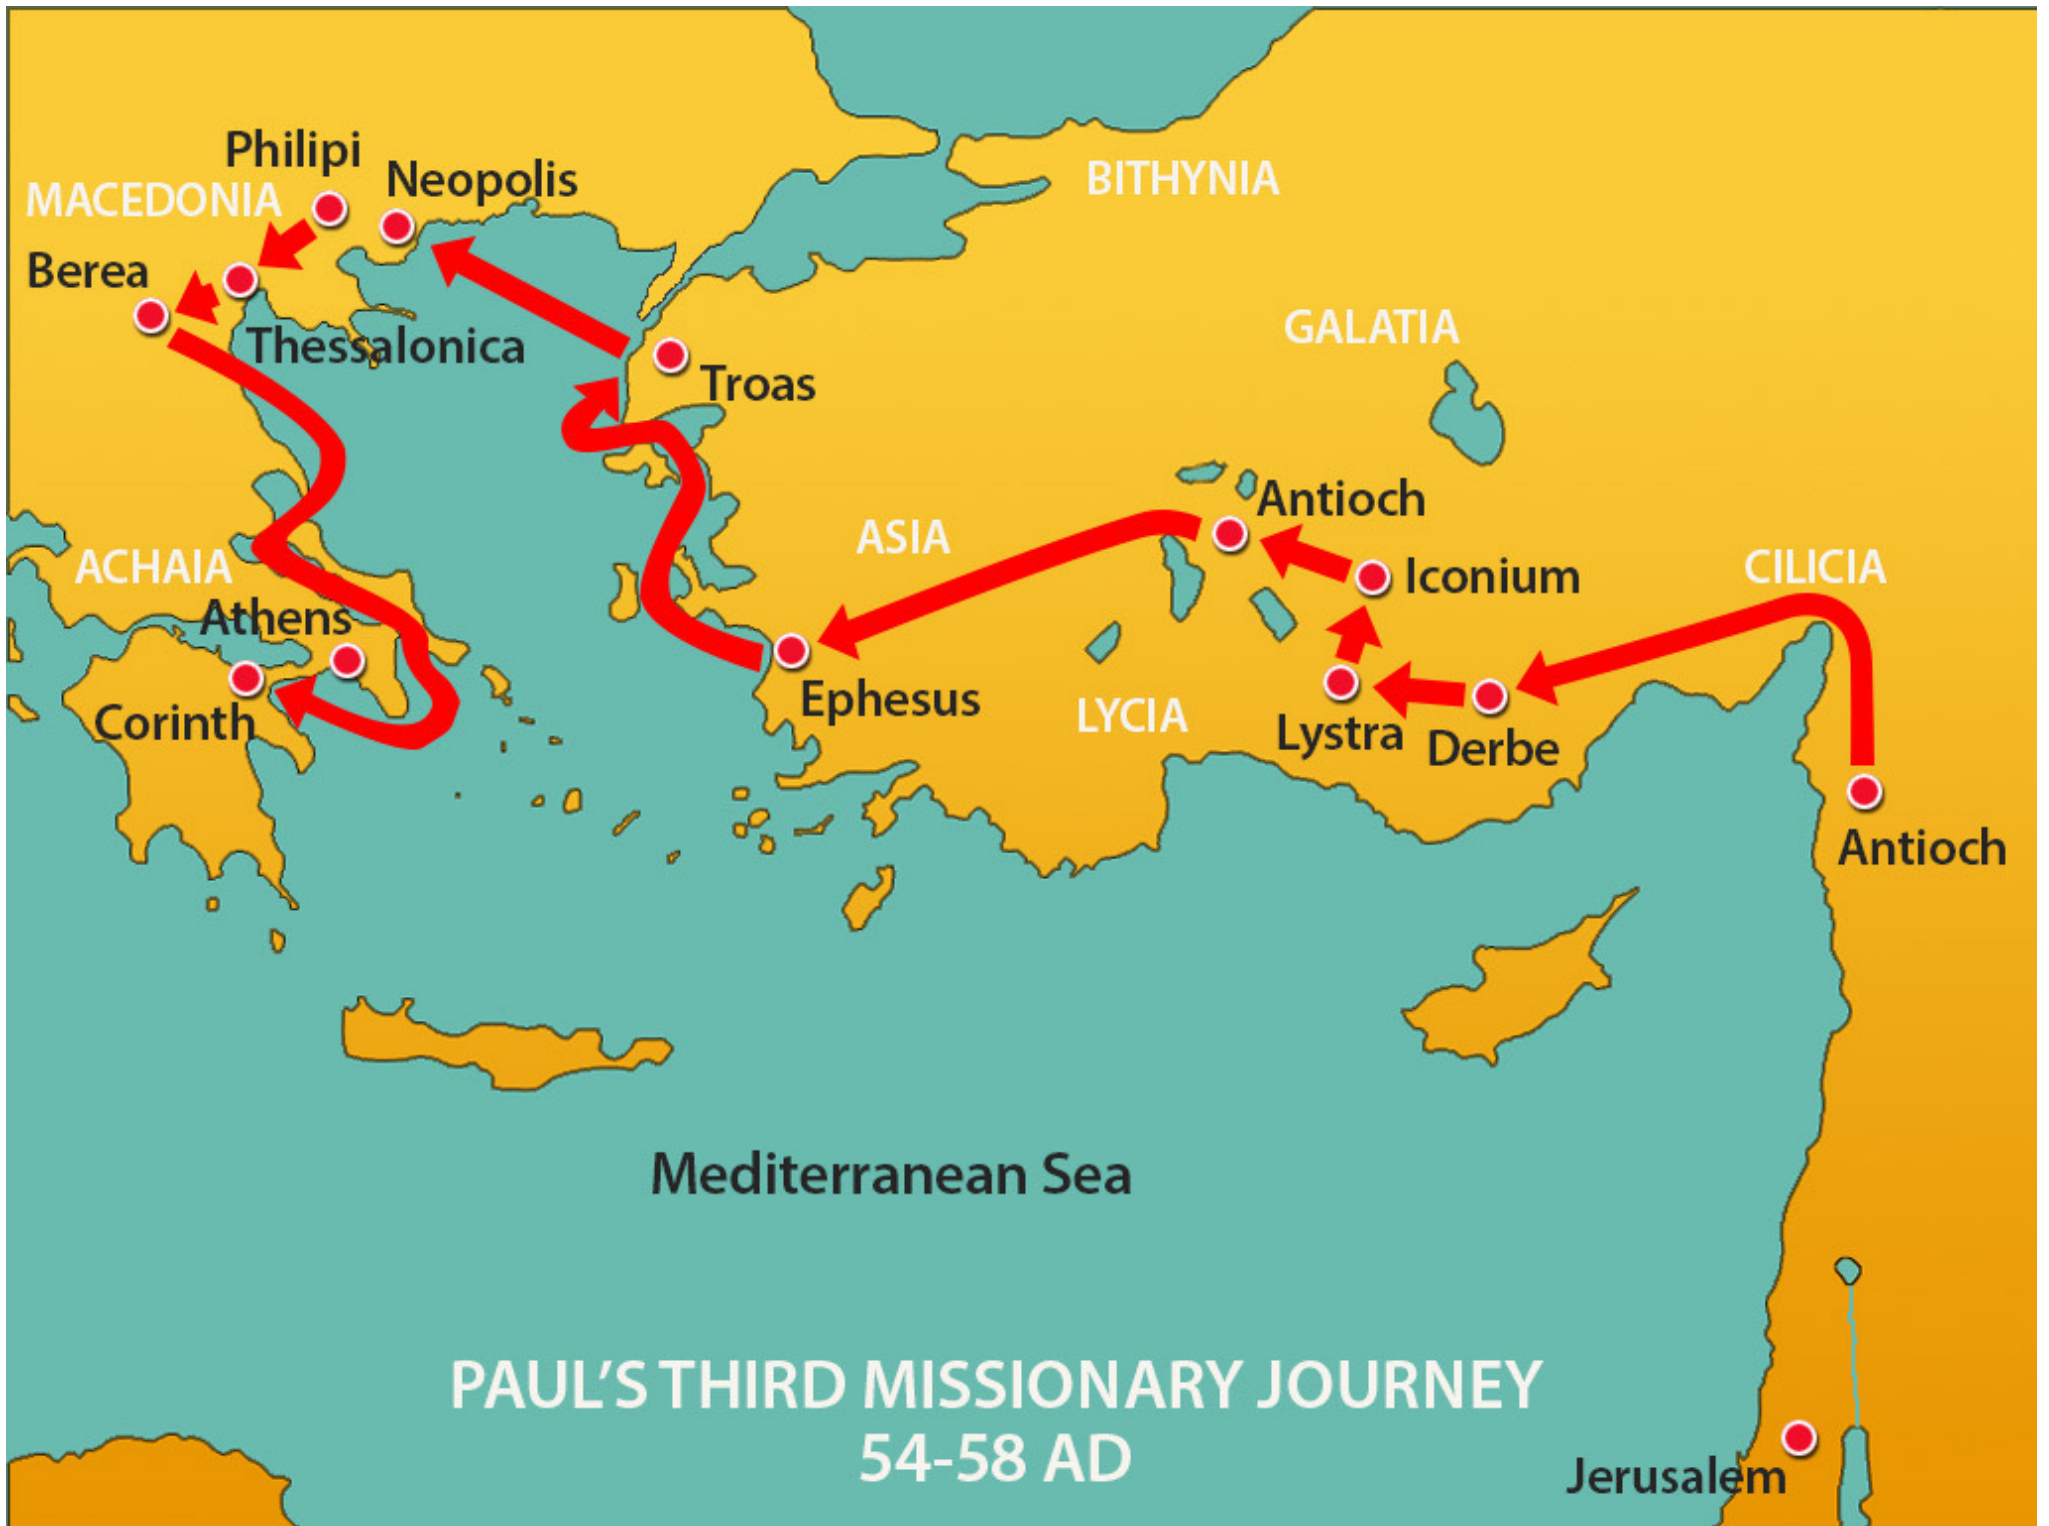 Philipi
Neopolis
MACEDONIA
BITHYNIA
Berea
Thessalonica
GALATIA
Troas
Antioch
ASIA
ACHAIA
Iconium
CILICIA
Athens
Ephesus
LYCIA
Corinth
Lystra
Derbe
Antioch
Mediterranean Sea
PAUL’S THIRD MISSIONARY JOURNEY
54-58 AD
Jerusalem